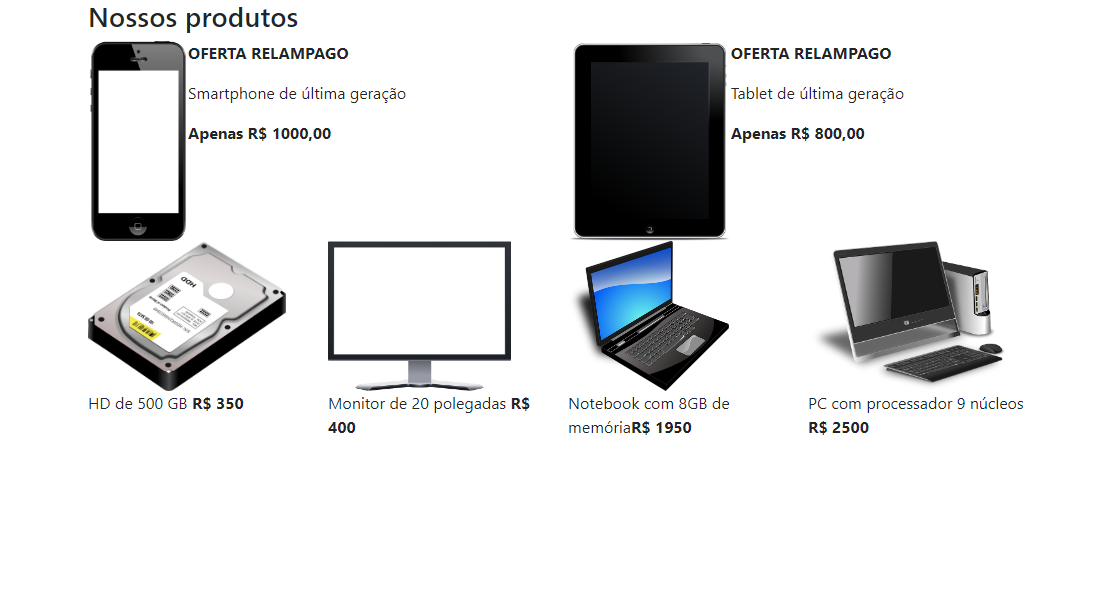 Nossos produtos
OFERTA RELAMPAGO
Smartphone de última geração
Apenas R$ 1000,00
OFERTA RELAMPAGO
Tablet de última geração
Apenas R$ 800,00
HDD
HD de 500 GB R$ 350
Monitor de 20 polegadas R$
400
Notebook com 8GB de
memóriaR$ 1950
PC com processador 9 núcleos
R$ 2500